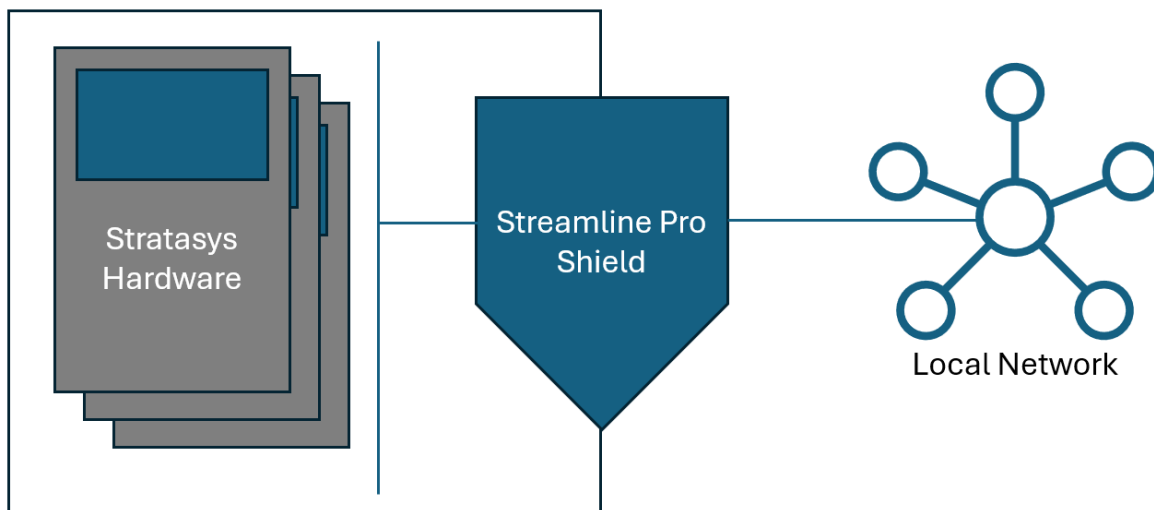 Stratasys
Hardware
Streamline Pro
Shield
Local Network